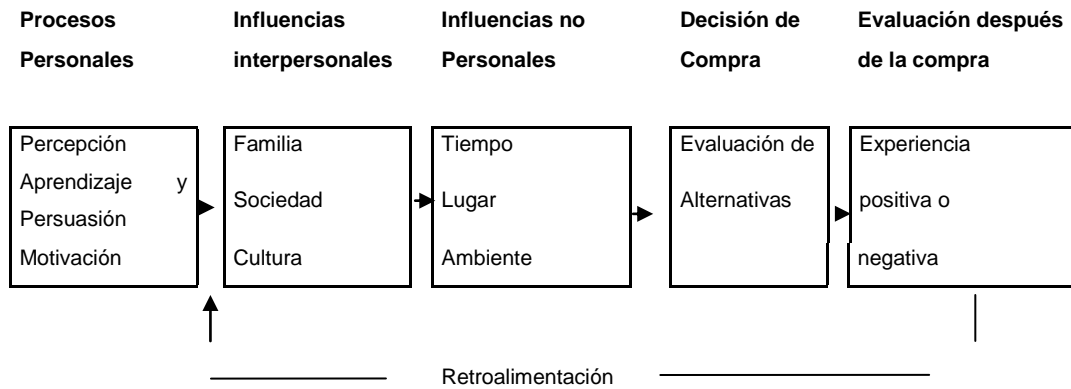 Procesos
Personales
Influencias
interpersonales
Influencias no
Personales
Decisión de
Compra
Evaluación después
de la compra
Percepción
Aprendizaje y
Persuasión
Motivación
Familia
Sociedad
Cultura
Tiempo
Lugar
Ambiente
Evaluación de
Alternativas
Experiencia
positiva o
negativa
Retroalimentación